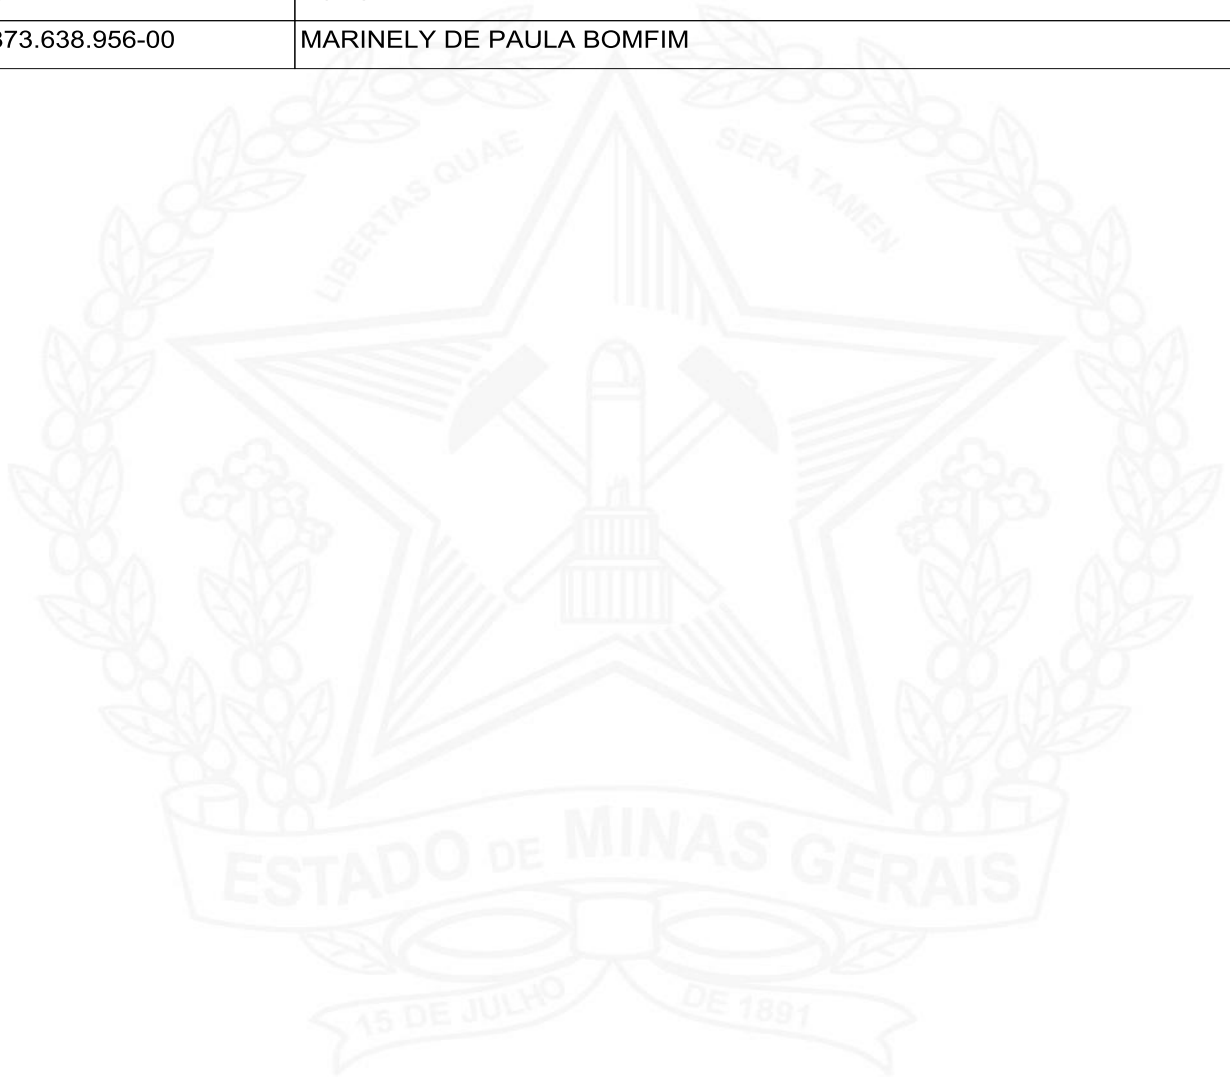 873.638.956-00 MARINELY DE PAULA BOMFIM
LIBERTAS QUAE SERA TAMEN
ESTADO DE MINAS GERAIS
15 DE JULHO DE 1891